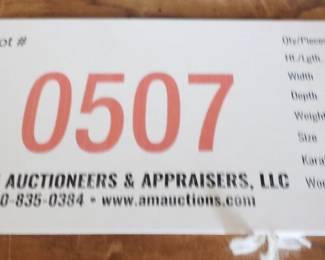 ot #
0507
AUCTIONEERS & APPRAISERS, LLC
0-835-0384 • www.amauctions.com
Qty/Pieces
Ht./Lgth.
Width
Depth
Weight
Size
Kara
Wo